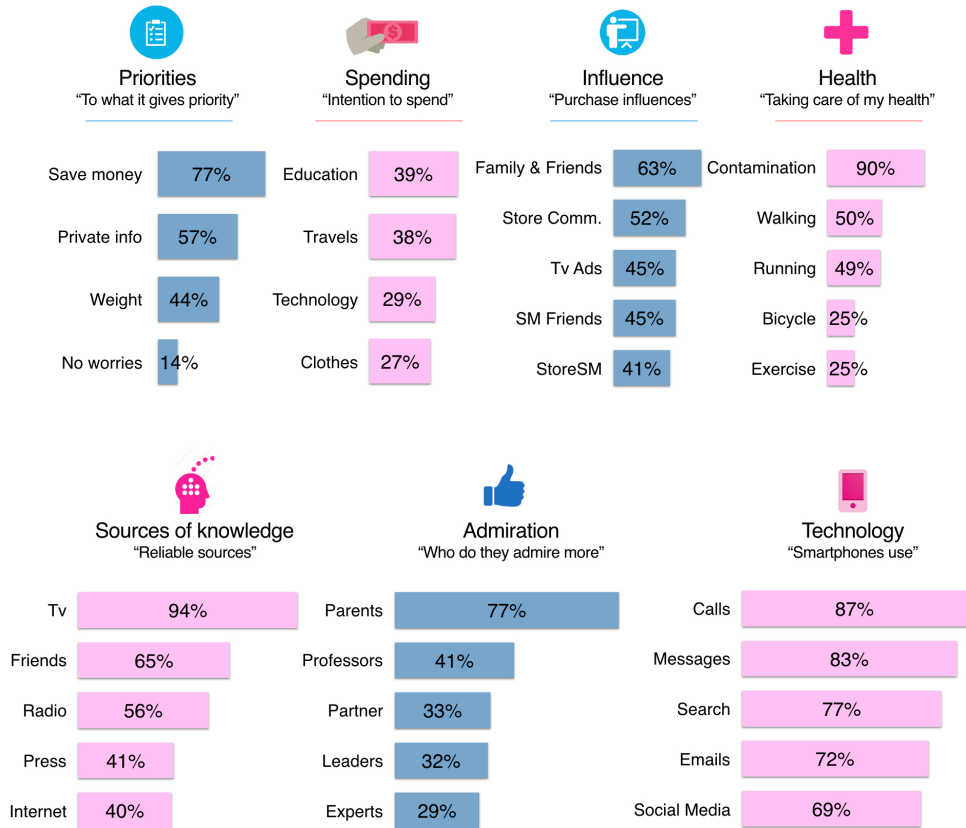 Priorities
“To what it gives priority”
Save money 77%
Private info 57%
Weight 44%
No worries 14%
Spending
“Intention to spend”
Education 39%
Travels 38%
Technology 29%
Clothes 27%
Influence
“Purchase influences”
Family & Friends 63%
Store Comm. 52%
Tv Ads 45%
SM Friends 45%
StoreSM 41%
Health
“Taking care of my health”
Contamination 90%
Walking 50%
Running 49%
Bicycle 25%
Exercise 25%
Sources of knowledge
“Reliable sources”
Tv 94%
Friends 65%
Radio 56%
Press 41%
Internet 40%
Admiration
“Who do they admire more”
Parents 77%
Professors 41%
Partner 33%
Leaders 32%
Experts 29%
Technology
“Smartphones use”
Calls 87%
Messages 83%
Search 77%
Emails 72%
Social Media 69%